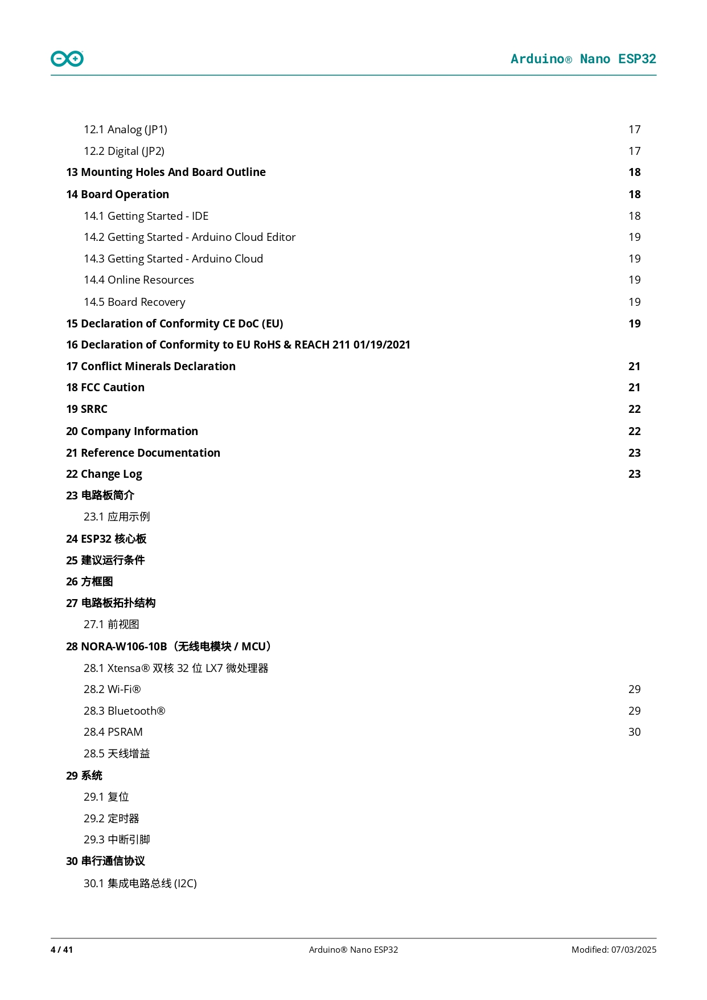 Arduino® Nano ESP32
12.1 Analog (JP1) 17
12.2 Digital (JP2) 17
13 Mounting Holes And Board Outline 18
14 Board Operation 18
14.1 Getting Started - IDE 18
14.2 Getting Started - Arduino Cloud Editor 19
14.3 Getting Started - Arduino Cloud 19
14.4 Online Resources 19
14.5 Board Recovery 19
15 Declaration of Conformity CE DoC (EU) 19
16 Declaration of Conformity to EU RoHS & REACH 211 01/19/2021
17 Conflict Minerals Declaration 21
18 FCC Caution 21
19 SRRC 22
20 Company Information 22
21 Reference Documentation 23
22 Change Log 23
23 电路板简介
23.1 应用示例
24 ESP32 核心板
25 建议运行条件
26 方框图
27 电路板拓扑结构
27.1 前视图
28 NORA-W106-10B（无线电模块 / MCU）
28.1 Xtensa® 双核 32 位 LX7 微处理器
28.2 Wi-Fi® 29
28.3 Bluetooth® 29
28.4 PSRAM 30
28.5 天线增益
29 系统
29.1 复位
29.2 定时器
29.3 中断引脚
30 串行通信协议
30.1 集成电路总线 (I2C)
4 / 41 Arduino® Nano ESP32 Modified: 07/03/2025